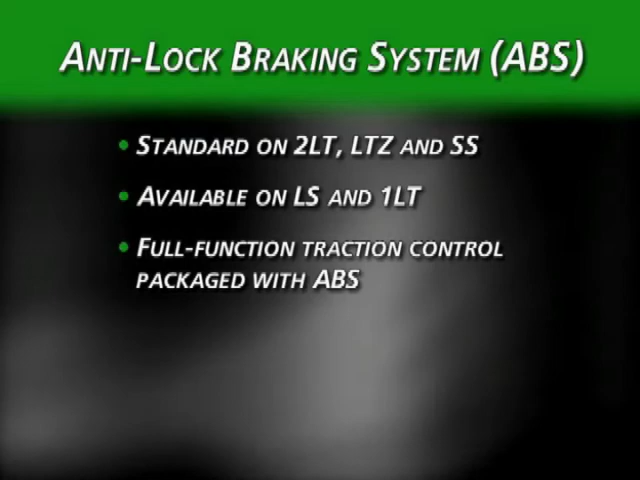 ANTI-LOCK BRAKING SYSTEM (ABS)
• STANDARD ON 2LT, LTZ AND SS
• AVAILABLE ON LS AND 1LT
• FULL-FUNCTION TRACTION CONTROL
PACKAGED WITH ABS